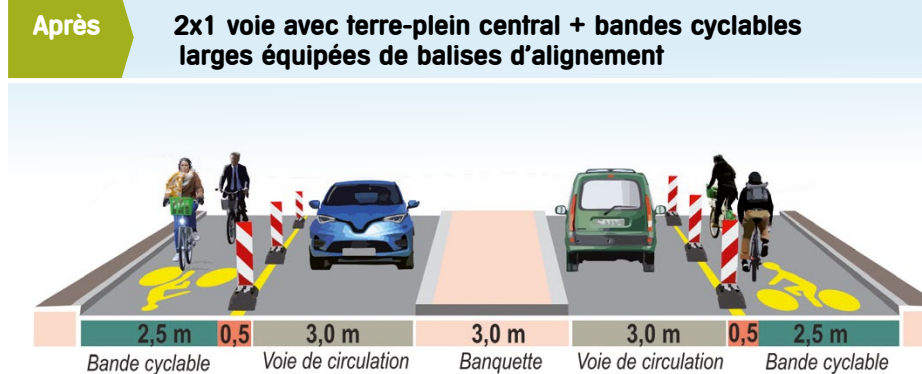 Après
2x1 voie avec terre-plein central + bandes cyclables
larges équipées de balises d'alignement
2,5 m 0,5 3,0 m 3,0 m 3,0 m 0,5 2,5 m
Bande cyclable Voie de circulation Banquette Voie de circulation Bande cyclable